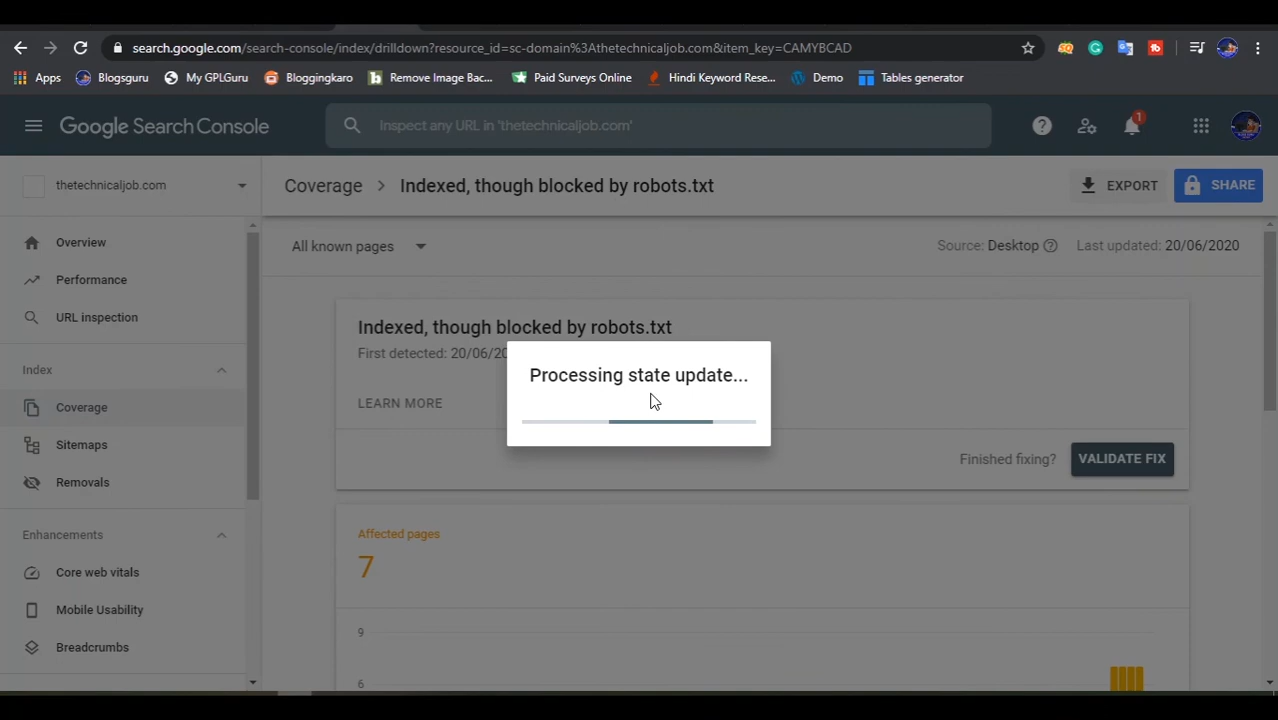 search.google.com/search-console/index/drilldown?resource_id=sc-domain%3Athetechnicaljob.com&item_key=CAMYBCAD
Apps Blogsguru My GPLGuru Bloggingkaro Remove Image Bac... Paid Surveys Online Hindi Keyword Rese... Demo Tables generator
Google Search Console
Inspect any URL in 'thetechnicaljob.com'
1
thetechnicaljob.com
Coverage > Indexed, though blocked by robots.txt
EXPORT
SHARE
Overview
Performance
URL inspection
Index
Coverage
Sitemaps
Removals
Enhancements
Core web vitals
Mobile Usability
Breadcrumbs
All known pages
Source: Desktop
Last updated: 20/06/2020
Indexed, though blocked by robots.txt
First detected: 20/06/20
LEARN MORE
Processing state update...
Finished fixing?
VALIDATE FIX
Affected pages
7
9
6